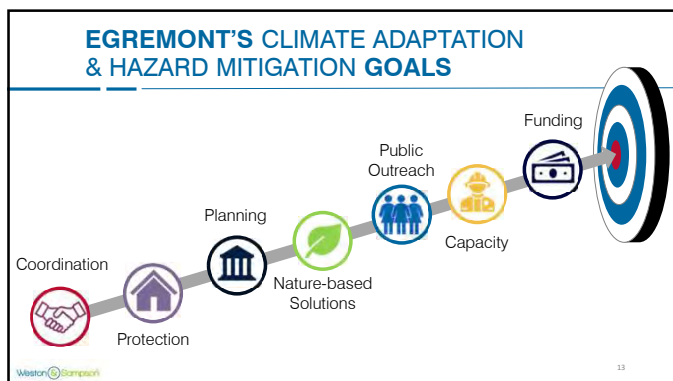 EGREMONT'S CLIMATE ADAPTATION
& HAZARD MITIGATION GOALS
Coordination
Protection
Planning
Nature-based
Solutions
Public
Outreach
Capacity
Funding
Weston & Sampson
13